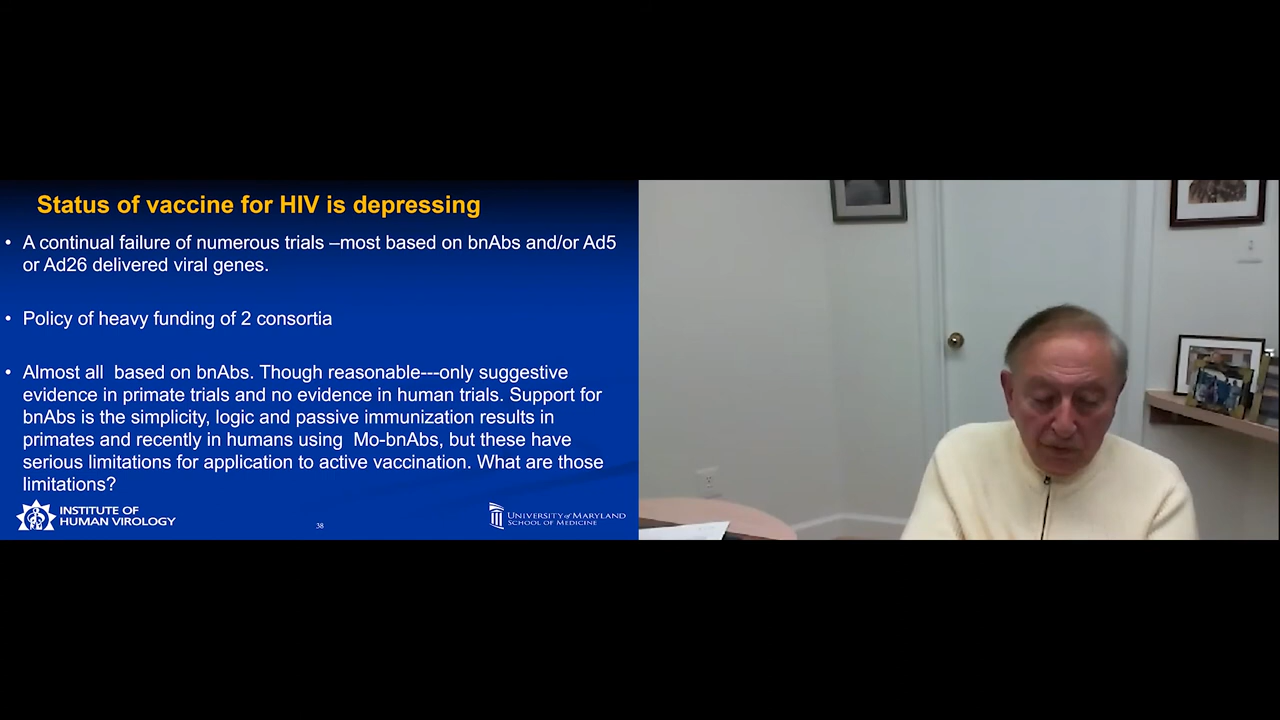 Status of vaccine for HIV is depressing
• A continual failure of numerous trials –most based on bnAbs and/or Ad5
or Ad26 delivered viral genes.
• Policy of heavy funding of 2 consortia
• Almost all  based on bnAbs. Though reasonable---only suggestive
evidence in primate trials and no evidence in human trials. Support for
bnAbs is the simplicity, logic and passive immunization results in
primates and recently in humans using  Mo-bnAbs, but these have
serious limitations for application to active vaccination. What are those
limitations?
INSTITUTE OF
HUMAN VIROLOGY
38
UNIVERSITY of MARYLAND
SCHOOL OF MEDICINE